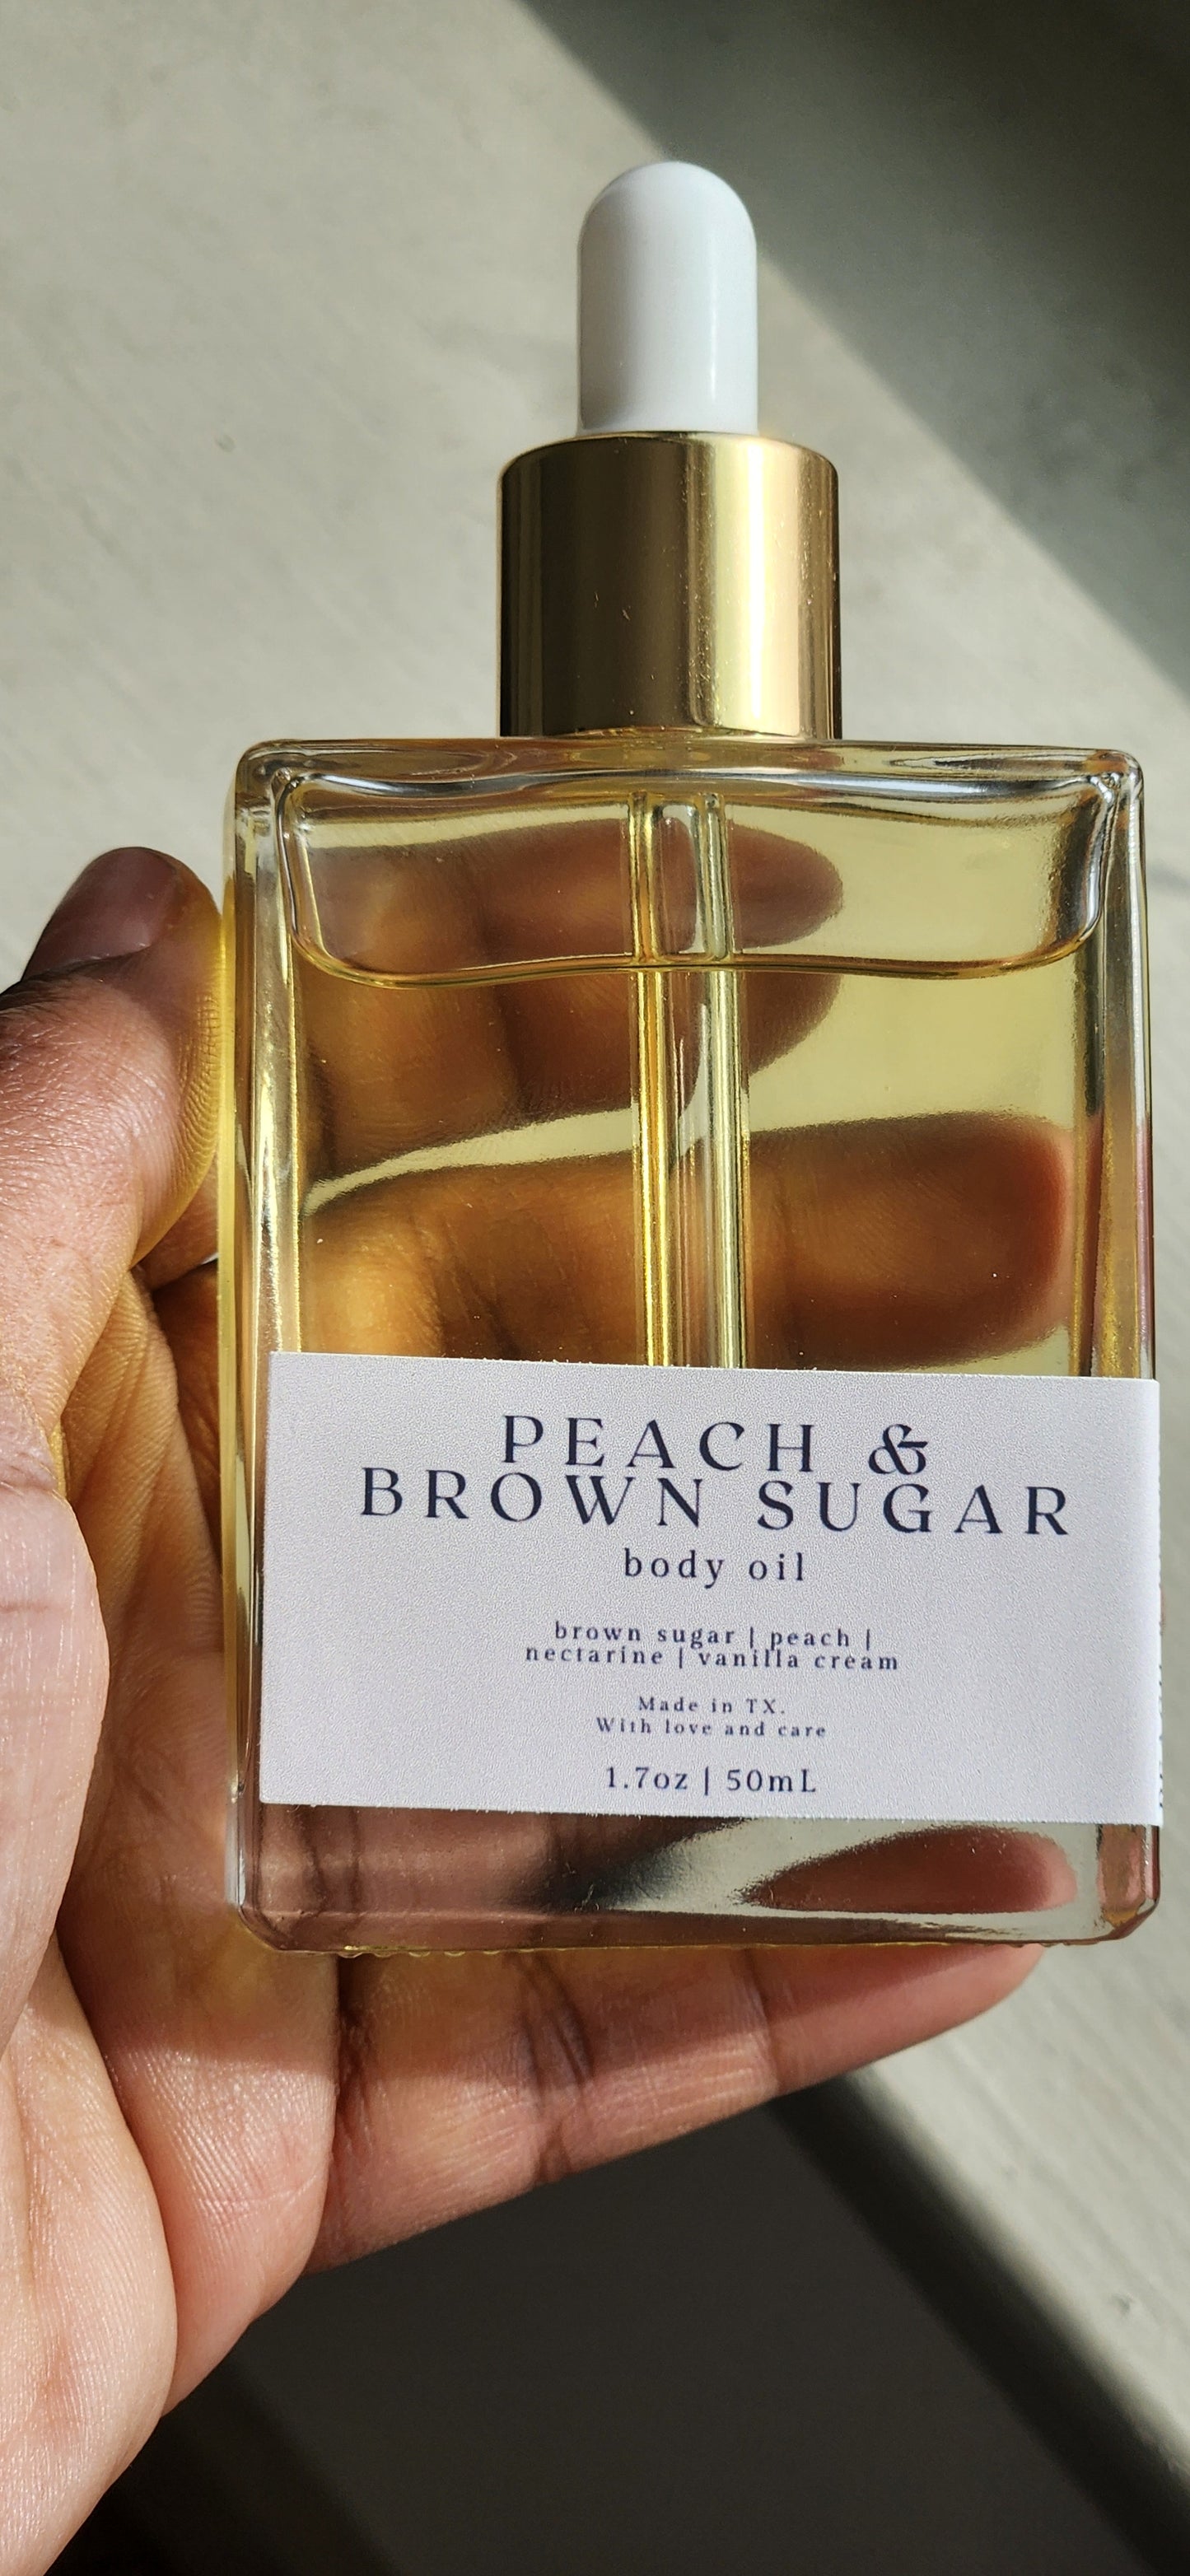 PEACH &
BROWN SUGAR
body oil
brown sugar | peach |
nectarine | vanilla cream
Made in TX.
With love and care
1.7oz | 50mL